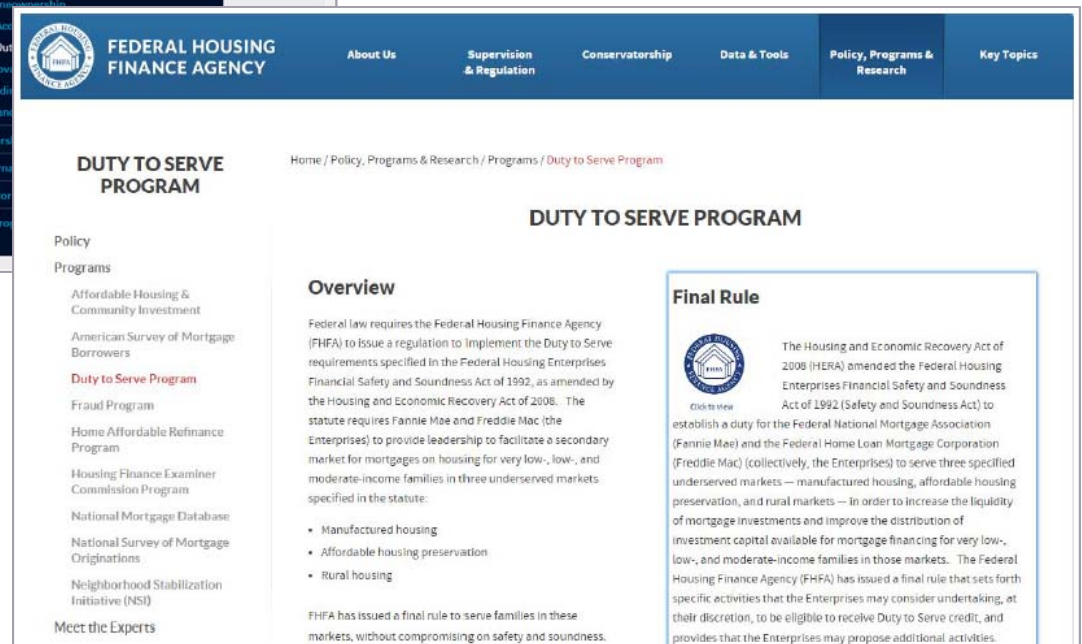 FEDERAL HOUSING
FINANCE AGENCY
About Us
Supervision
& Regulation
Conservatorship
Data & Tools
Policy, Programs &
Research
Key Topics
DUTY TO SERVE
PROGRAM
Policy
Programs
Affordable Housing &
Community Investment
American Survey of Mortgage
Borrowers
Duty to Serve Program
Fraud Program
Home Affordable Refinance
Program
Housing Finance Examiner
Commission Program
National Mortgage Database
National Survey of Mortgage
Originations
Neighborhood Stabilization
Initiative (NSI)
Meet the Experts
Home / Policy, Programs & Research / Programs / Duty to Serve Program
DUTY TO SERVE PROGRAM
Overview
Federal law requires the Federal Housing Finance Agency
(FHFA) to issue a regulation to implement the Duty to Serve
requirements specified in the Federal Housing Enterprises
Financial Safety and Soundness Act of 1992, as amended by
the Housing and Economic Recovery Act of 2008. The
statute requires Fannie Mae and Freddie Mac (the
Enterprises) to provide leadership to facilitate a secondary
market for mortgages on housing for very low-, low-, and
moderate-income families in three underserved markets
specified in the statute:
• Manufactured housing
• Affordable housing preservation
• Rural housing
FHFA has issued a final rule to serve families in these
markets, without compromising on safety and soundness.
Final Rule
FHFA
Click to View
The Housing and Economic Recovery Act of
2008 (HERA) amended the Federal Housing
Enterprises Financial Safety and Soundness
Act of 1992 (Safety and Soundness Act) to
establish a duty for the Federal National Mortgage Association
(Fannie Mae) and the Federal Home Loan Mortgage Corporation
(Freddie Mac) (collectively, the Enterprises) to serve three specified
underserved markets — manufactured housing, affordable housing
preservation, and rural markets — in order to increase the liquidity
of mortgage investments and improve the distribution of
investment capital available for mortgage financing for very low-,
low-, and moderate-income families in those markets. The Federal
Housing Finance Agency (FHFA) has issued a final rule that sets forth
specific activities that the Enterprises may consider undertaking, at
their discretion, to be eligible to receive Duty to Serve credit, and
provides that the Enterprises may propose additional activities.